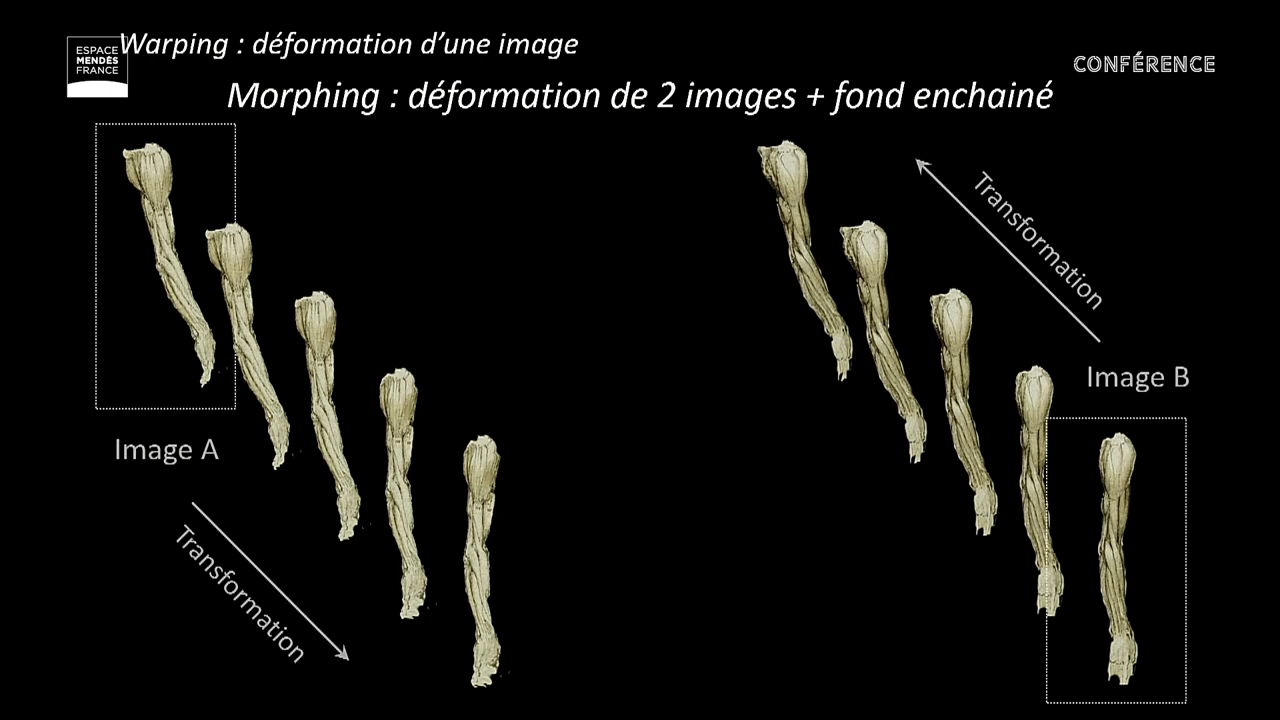 Warping : déformation d’une image
ESPACE
MENDÈS
FRANCE
CONFÉRENCE
Morphing : déformation de 2 images + fond enchainé
Transformation
Image B
Image A
Transformation